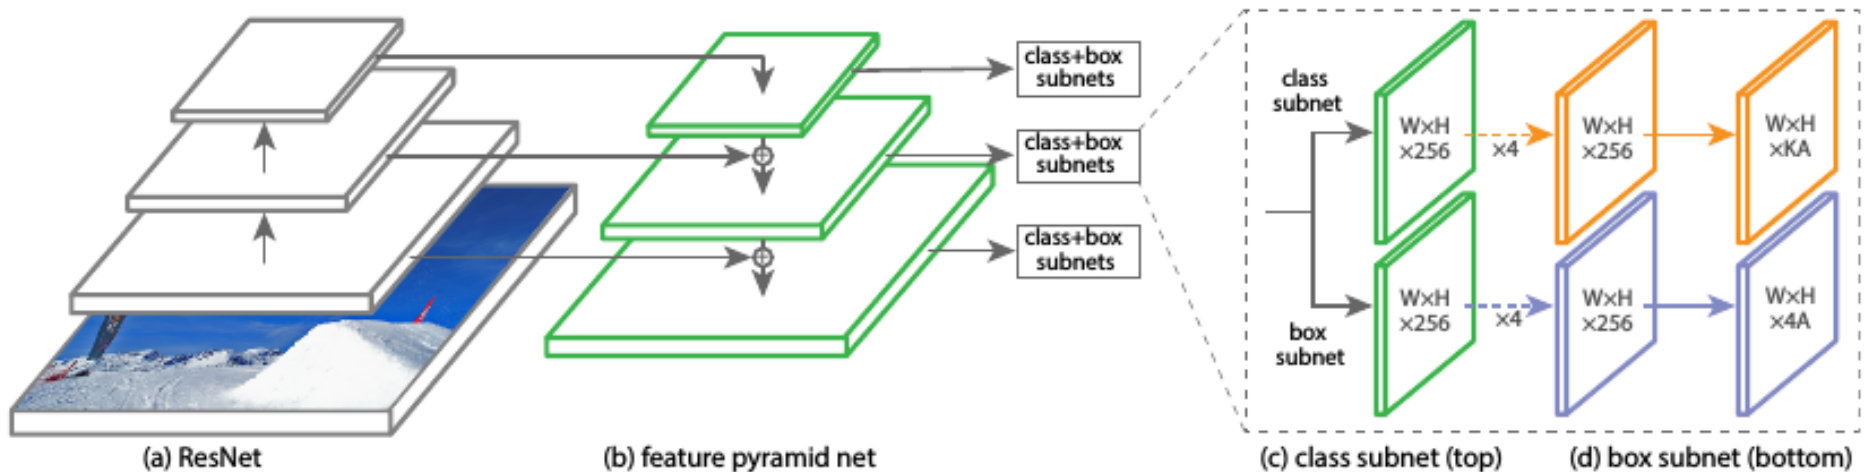 class+box
subnets
class+box
subnets
class+box
subnets
class
subnet
W×H
×256
×4
W×H
×256
W×H
×KA
box
subnet
W×H
×256
×4
W×H
×256
W×H
×4A
(a) ResNet
(b) feature pyramid net
(c) class subnet (top)
(d) box subnet (bottom)